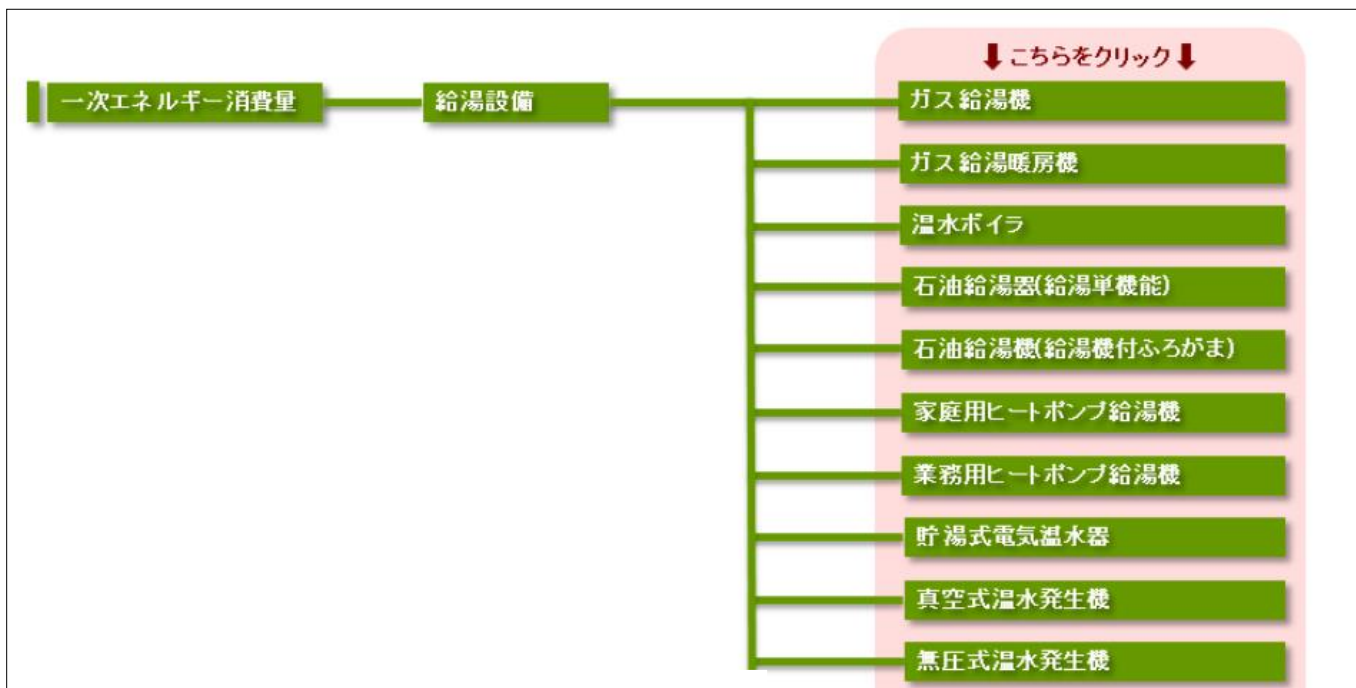 ⬇こちらをクリック⬇
一次エネルギー消費量
給湯設備
ガス給湯機
ガス給湯暖房機
温水ボイラ
石油給湯器(給湯単機能)
石油給湯機(給湯機付ふろがま)
家庭用ヒートポンプ給湯機
業務用ヒートポンプ給湯機
貯湯式電気温水器
真空式温水発生機
無圧式温水発生機